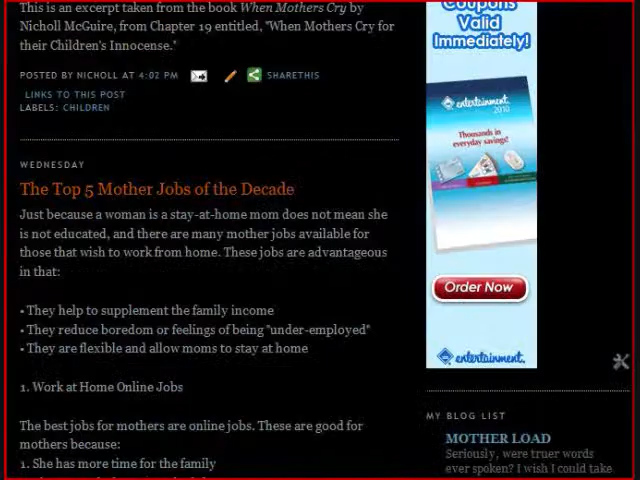 This is an excerpt taken from the book When Mothers Cry by
Nicholl McGuire, from Chapter 19 entitled, "When Mothers Cry for
their Children's Innocense."
POSTED BY NICHOLL AT 4:02 PM SHARETHIS
LINKS TO THIS POST
LABELS: CHILDREN
WEDNESDAY
The Top 5 Mother Jobs of the Decade
Just because a woman is a stay-at-home mom does not mean she
is not educated, and there are many mother jobs available for
those that wish to work from home. These jobs are advantageous
in that:
• They help to supplement the family income
• They reduce boredom or feelings of being "under-employed"
• They are flexible and allow moms to stay at home
1. Work at Home Online Jobs
The best jobs for mothers are online jobs. These are good for
mothers because:
1. She has more time for the family
Coupons
Valid
Immediately!
entertainment.
2010
Thousands in
everyday savings!
Order Now
entertainment.
MY BLOG LIST
MOTHER LOAD
Seriously, were truer words
ever spoken? I wish I could take